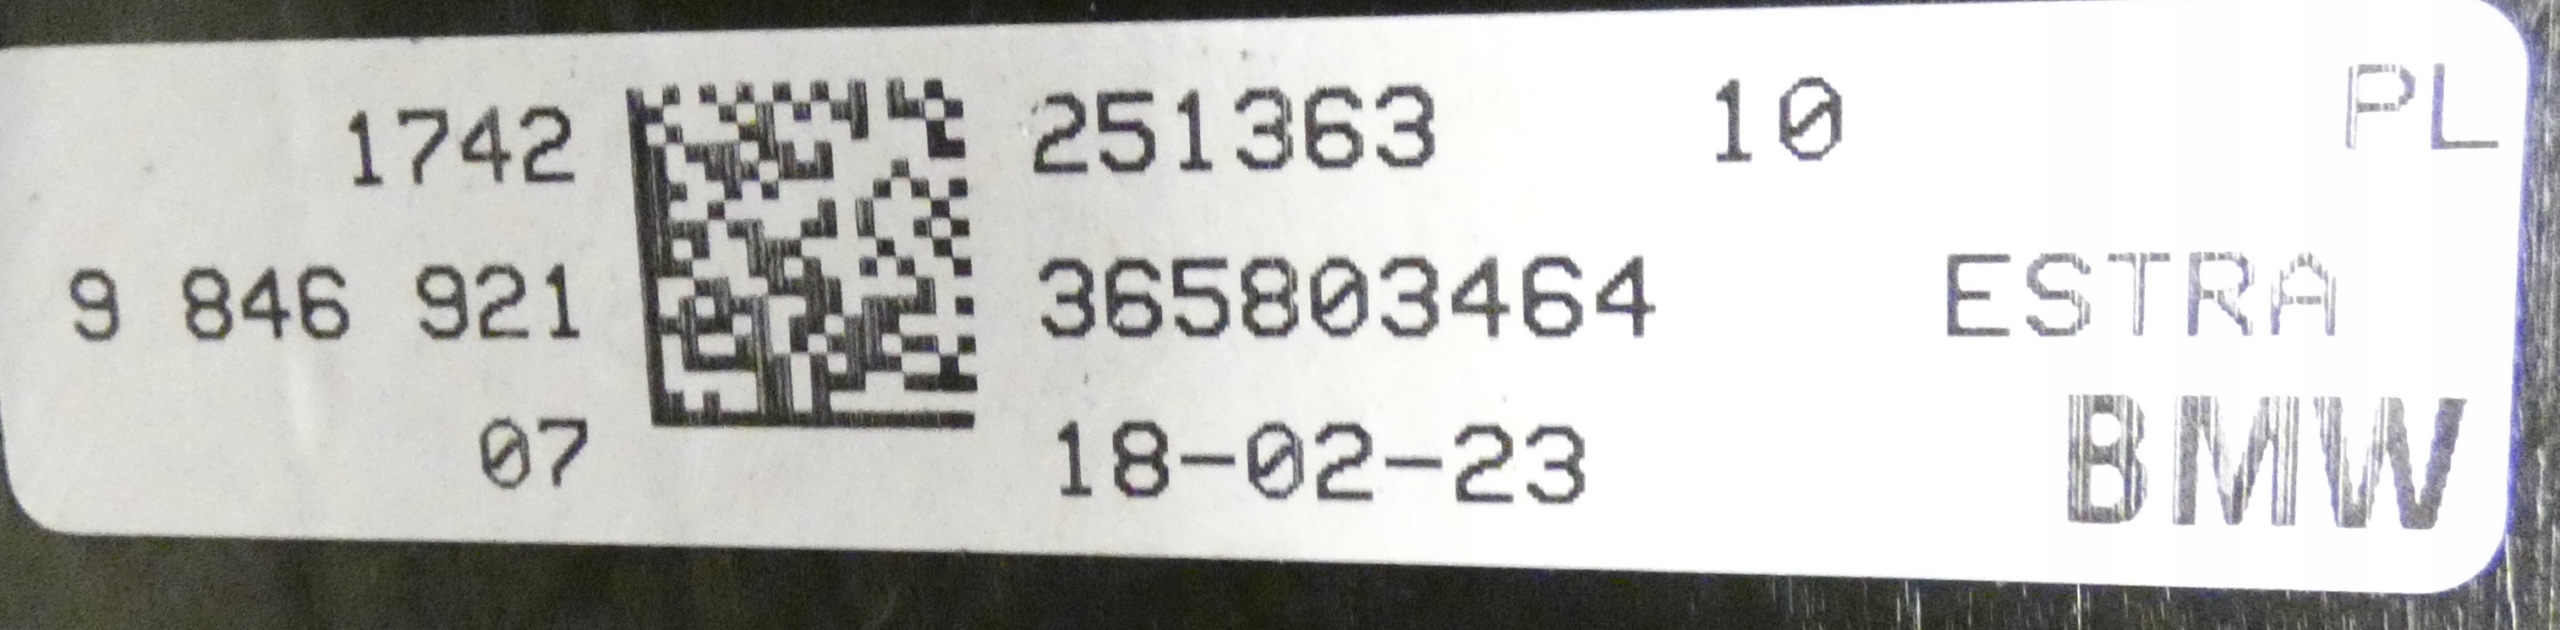 1742 251363 10 PL
9 846 921 365803464 ESTRA
07 18-02-23 BMW